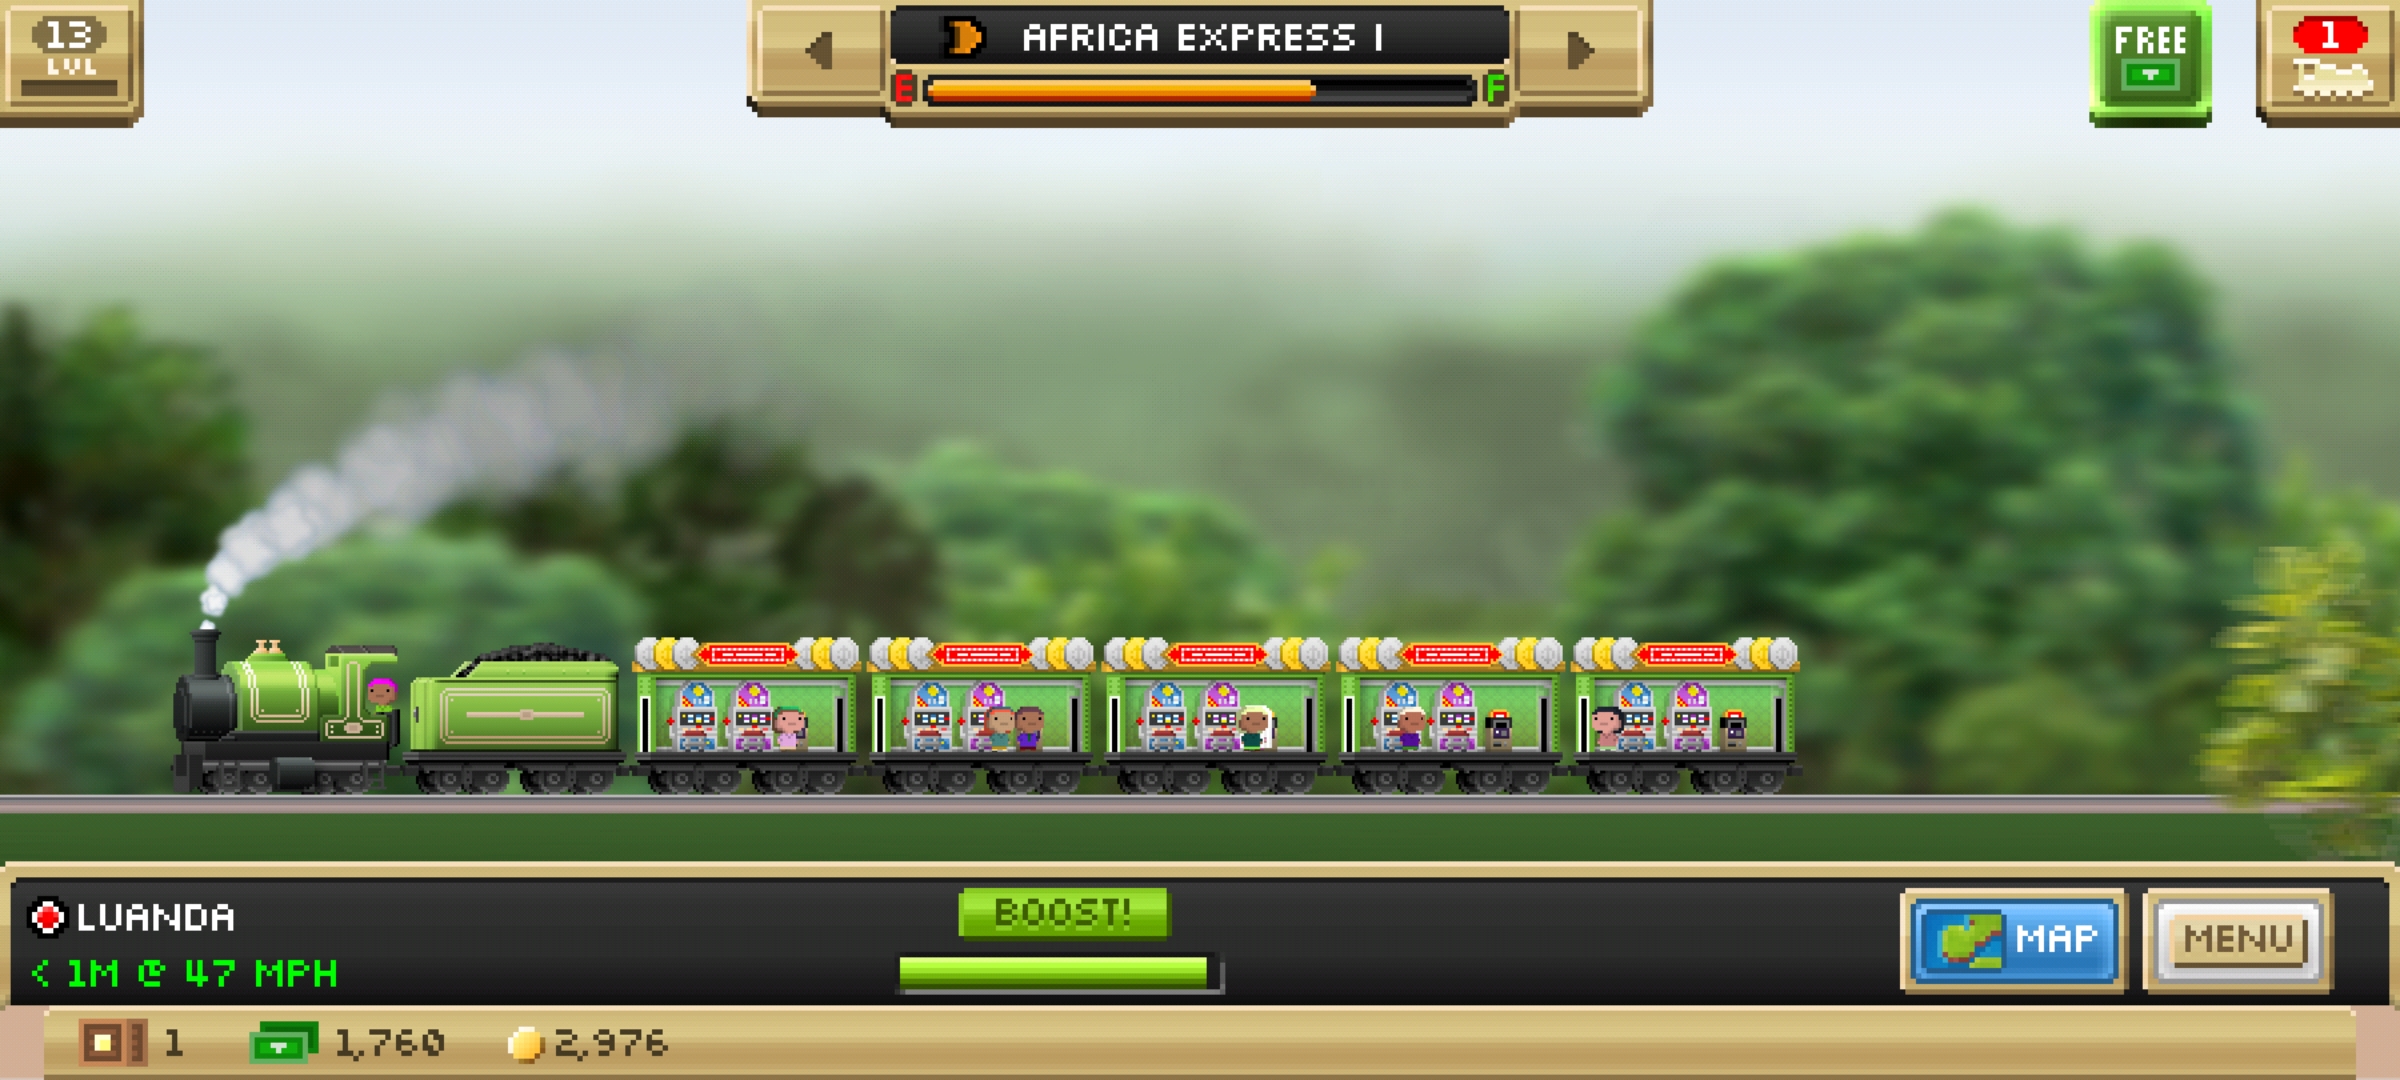 13
LVL
AFRICA EXPRESS I
E F
FREE
1
LUANDA
< 1M @ 47 MPH
BOOST!
MAP
MENU
1
1,760
2,976